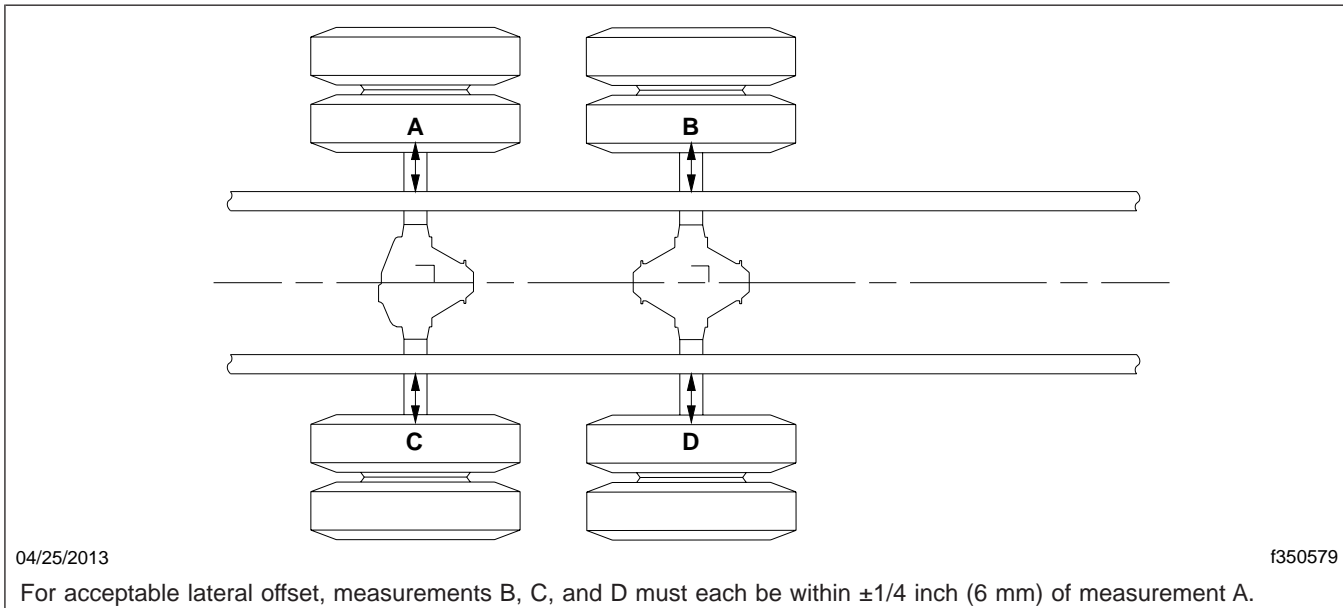 A B
C D
04/25/2013 f350579
For acceptable lateral offset, measurements B, C, and D must each be within ±1/4 inch (6 mm) of measurement A.